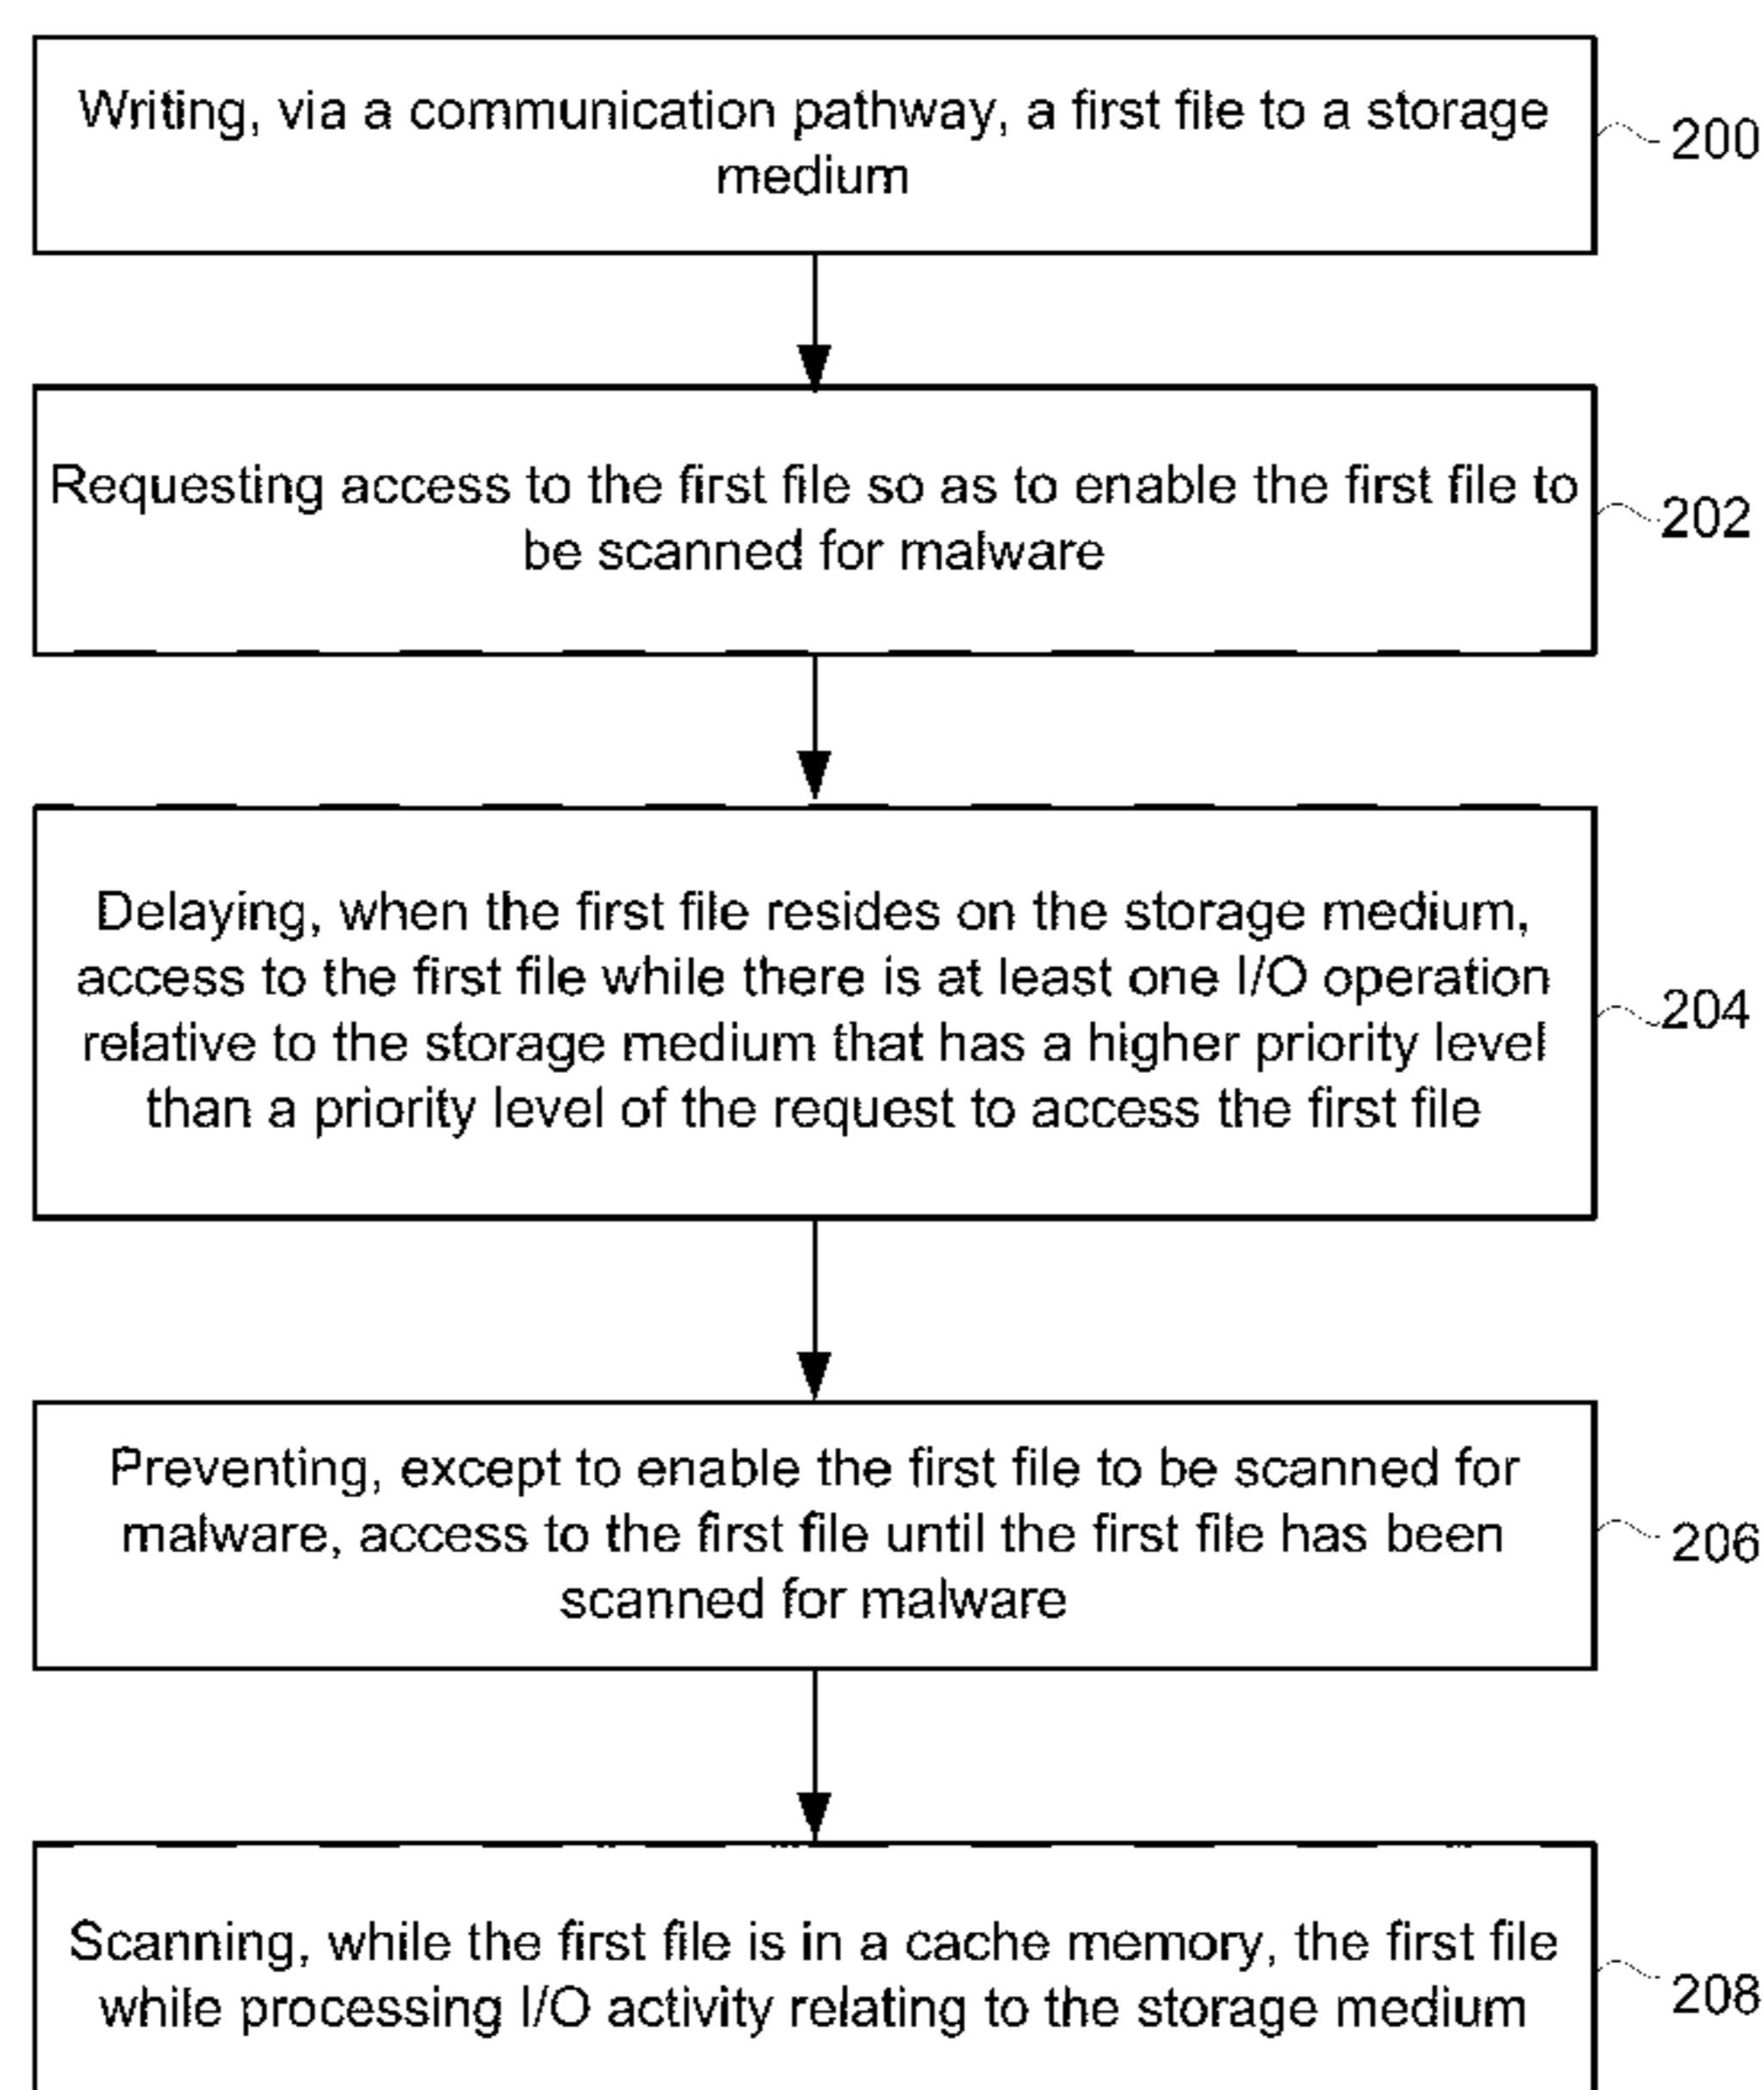 Writing, via a communication pathway, a first file to a storage
medium
200
Requesting access to the first file so as to enable the first file to
be scanned for malware
202
Delaying, when the first file resides on the storage medium,
access to the first file while there is at least one I/O operation
relative to the storage medium that has a higher priority level
than a priority level of the request to access the first file
204
Preventing, except to enable the first file to be scanned for
malware, access to the first file until the first file has been
scanned for malware
206
Scanning, while the first file is in a cache memory, the first file
while processing I/O activity relating to the storage medium
208